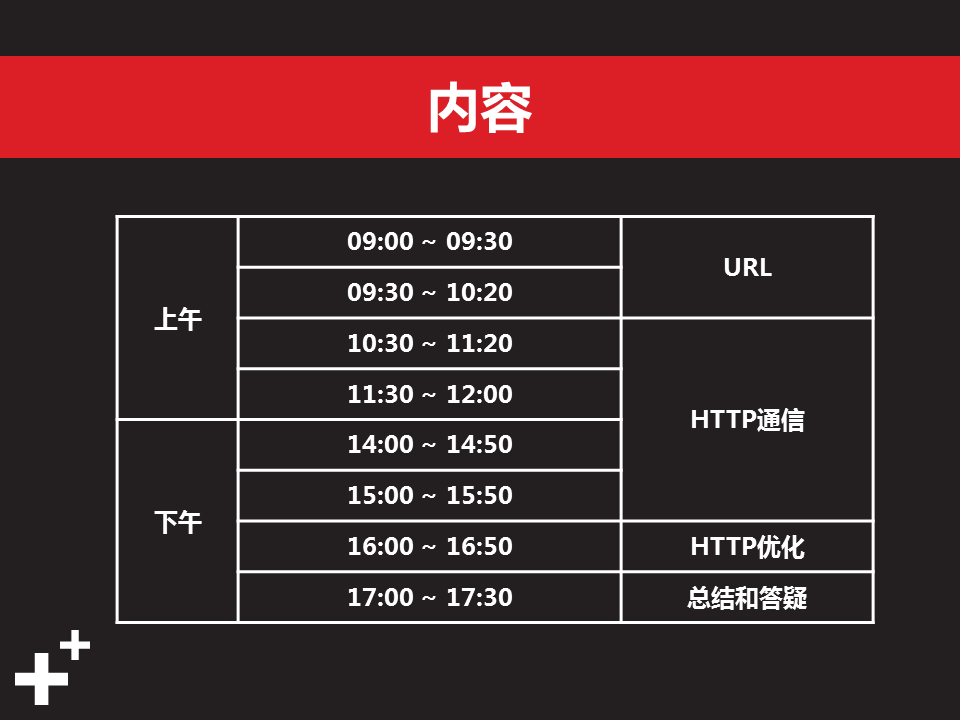 内容
上午
09:00 ~ 09:30
URL
09:30 ~ 10:20
10:30 ~ 11:20
HTTP通信
11:30 ~ 12:00
下午
14:00 ~ 14:50
15:00 ~ 15:50
16:00 ~ 16:50
HTTP优化
17:00 ~ 17:30
总结和答疑